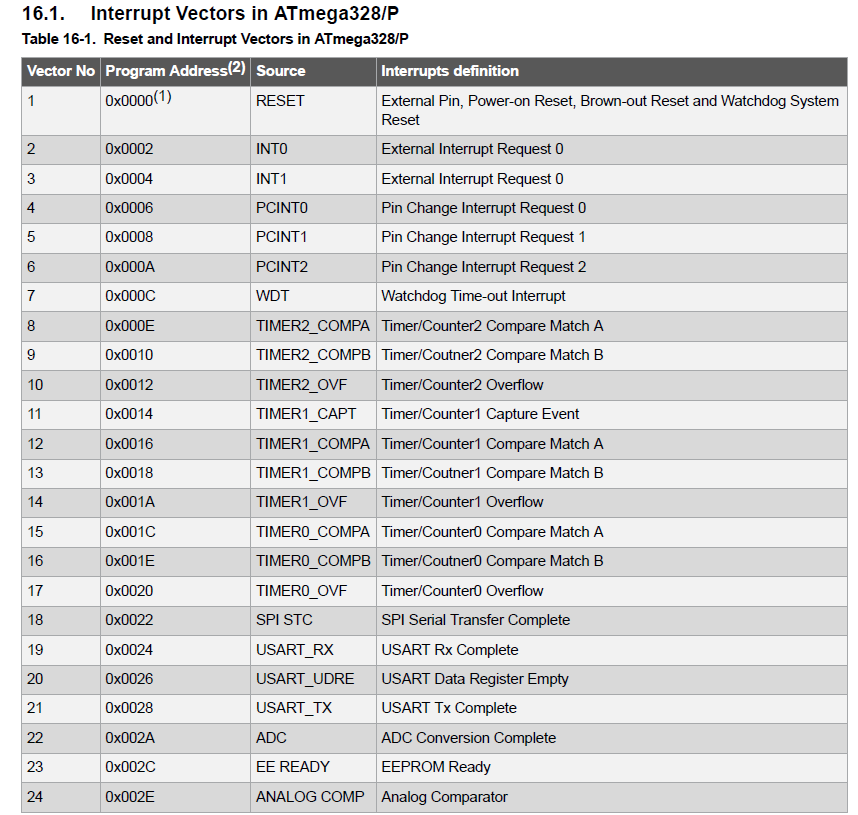 16.1. Interrupt Vectors in ATmega328/P
Table 16-1. Reset and Interrupt Vectors in ATmega328/P
Vector No Program Address(2) Source Interrupts definition
1 0x0000(1) RESET External Pin, Power-on Reset, Brown-out Reset and Watchdog System
Reset
2 0x0002 INT0 External Interrupt Request 0
3 0x0004 INT1 External Interrupt Request 0
4 0x0006 PCINT0 Pin Change Interrupt Request 0
5 0x0008 PCINT1 Pin Change Interrupt Request 1
6 0x000A PCINT2 Pin Change Interrupt Request 2
7 0x000C WDT Watchdog Time-out Interrupt
8 0x000E TIMER2_COMPA Timer/Counter2 Compare Match A
9 0x0010 TIMER2_COMPB Timer/Coutner2 Compare Match B
10 0x0012 TIMER2_OVF Timer/Counter2 Overflow
11 0x0014 TIMER1_CAPT Timer/Counter1 Capture Event
12 0x0016 TIMER1_COMPA Timer/Counter1 Compare Match A
13 0x0018 TIMER1_COMPB Timer/Coutner1 Compare Match B
14 0x001A TIMER1_OVF Timer/Counter1 Overflow
15 0x001C TIMER0_COMPA Timer/Counter0 Compare Match A
16 0x001E TIMER0_COMPB Timer/Coutner0 Compare Match B
17 0x0020 TIMER0_OVF Timer/Counter0 Overflow
18 0x0022 SPI STC SPI Serial Transfer Complete
19 0x0024 USART_RX USART Rx Complete
20 0x0026 USART_UDRE USART Data Register Empty
21 0x0028 USART_TX USART Tx Complete
22 0x002A ADC ADC Conversion Complete
23 0x002C EE READY EEPROM Ready
24 0x002E ANALOG COMP Analog Comparator